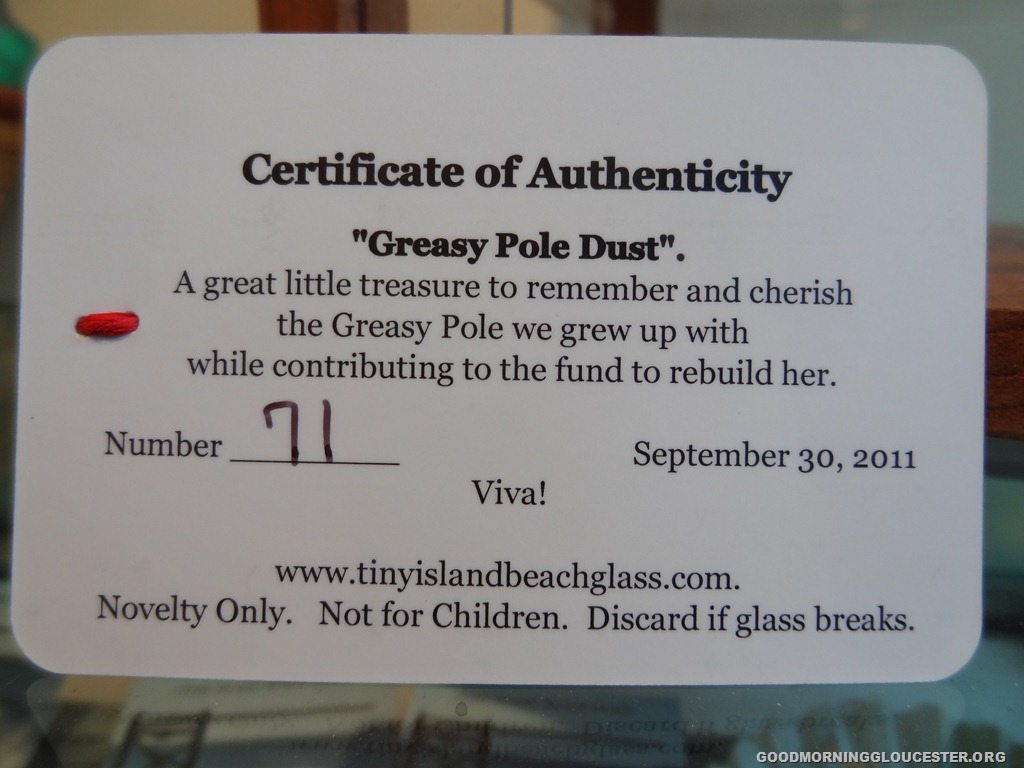 Certificate of Authenticity
"Greasy Pole Dust".
A great little treasure to remember and cherish
the Greasy Pole we grew up with
while contributing to the fund to rebuild her.
Number 71 September 30, 2011
Viva!
www.tinyislandbeachglass.com.
Novelty Only. Not for Children. Discard if glass breaks.
GOODMORNINGGLOUCESTER.ORG